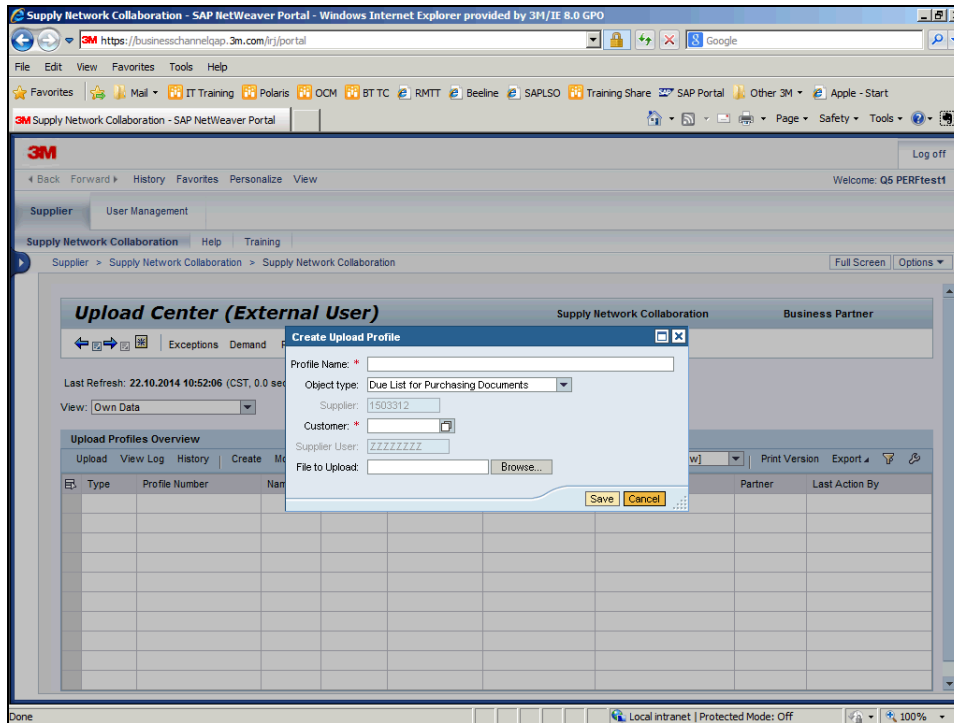 Supply Network Collaboration - SAP NetWeaver Portal - Windows Internet Explorer provided by 3M/IE 8.0 GPO
3M https://businesschannelqap.3m.com/irj/portal
Google
File Edit View Favorites Tools Help
Favorites Mail IT Training Polaris OCM BT TC RMTT Beeline SAPLSO Training Share SAP Portal Other 3M Apple - Start
3M Supply Network Collaboration - SAP NetWeaver Portal Page Safety Tools
3M Log off
Back Forward History Favorites Personalize View Welcome: Q5 PERFtest1
Supplier User Management
Supply Network Collaboration Help Training
Supplier > Supply Network Collaboration > Supply Network Collaboration Full Screen Options
Upload Center (External User) Supply Network Collaboration Business Partner
Exceptions Demand
Last Refresh: 22.10.2014 10:52:06 (CST, 0.0
View: Own Data
Upload Profiles Overview
Upload View Log History Create Print Version Export
Type Profile Number Partner Last Action By
Create Upload Profile
Profile Name: *
Object type: Due List for Purchasing Documents
Supplier: 1503312
Customer: *
Supplier User: ZZZZZZZZ
File to Upload: Browse...
Save Cancel
Done Local intranet | Protected Mode: Off 100%